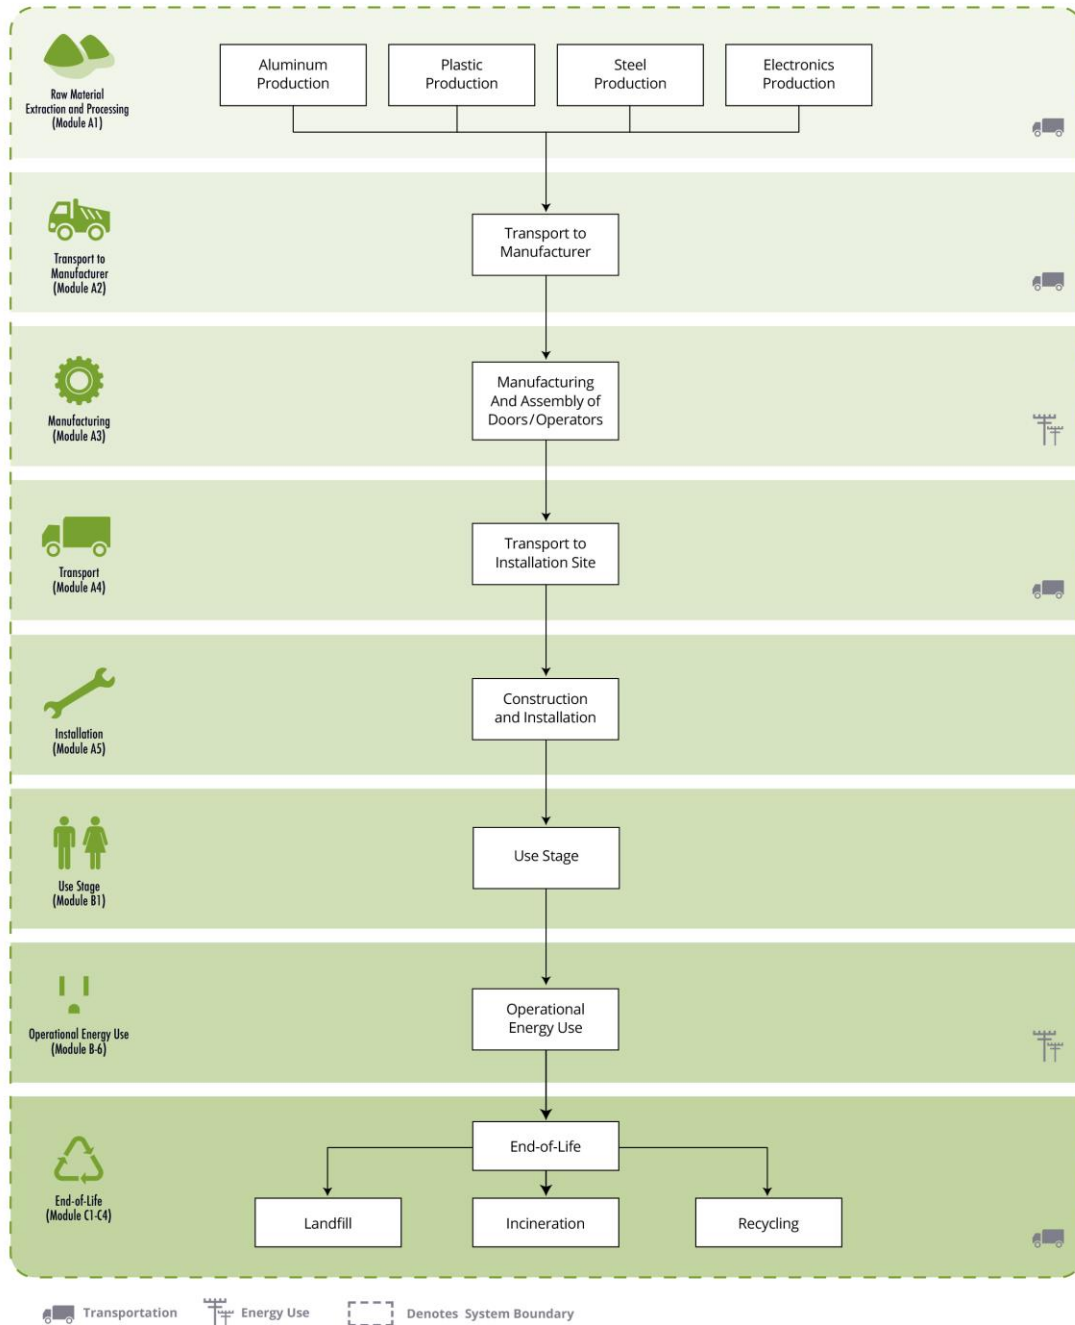 Raw Material
Extraction and Processing
(Module A1)
Aluminum
Production
Plastic
Production
Steel
Production
Electronics
Production
Transport to
Manufacturer
(Module A2)
Transport to
Manufacturer
Manufacturing
(Module A3)
Manufacturing
And Assembly of
Doors/Operators
Transport
(Module A4)
Transport to
Installation Site
Installation
(Module A5)
Construction
and Installation
Use Stage
(Module B1)
Use Stage
Operational Energy Use
(Module B-6)
Operational
Energy Use
End-of-Life
(Module C1-C4)
End-of-Life
Landfill
Incineration
Recycling
Transportation
Energy Use
Denotes System Boundary